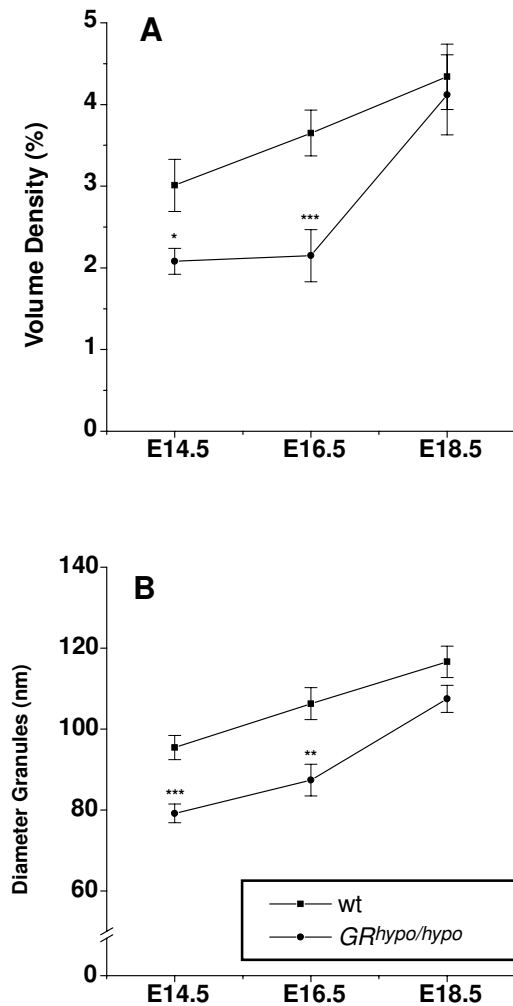 A
Volume Density (%)
5
4
3
2
1
0
*
***
E14.5 E16.5 E18.5
B
Diameter Granules (nm)
140
120
100
80
60
0
***
**
wt
GRhypo/hypo
E14.5 E16.5 E18.5